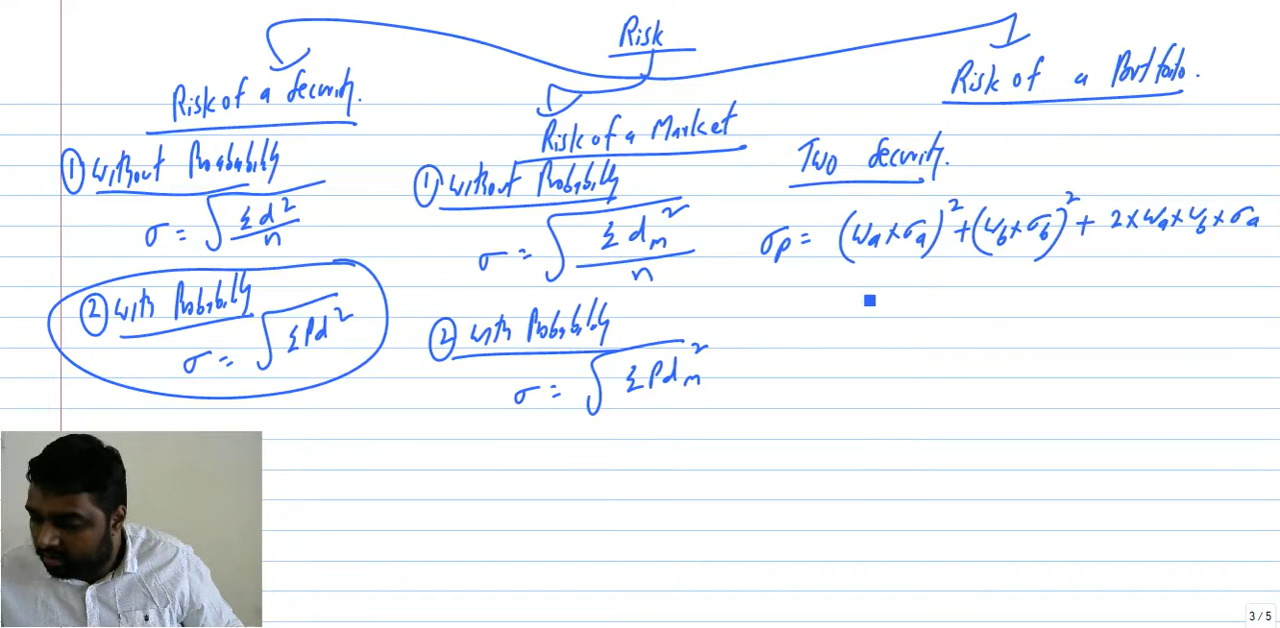 Risk
Risk of a Security.
① without Probability
σ = √Σd²/n
② with Probability
σ = √ΣPd²
Risk of a Market
① without Probability
σ = √Σdm²/n
② with Probability
σ = √ΣPdm²
Risk of a Portfolio.
Two Security.
σp = (wa×σa)²+(wb×σb)²+ 2×wa×wb×σa
3 / 5